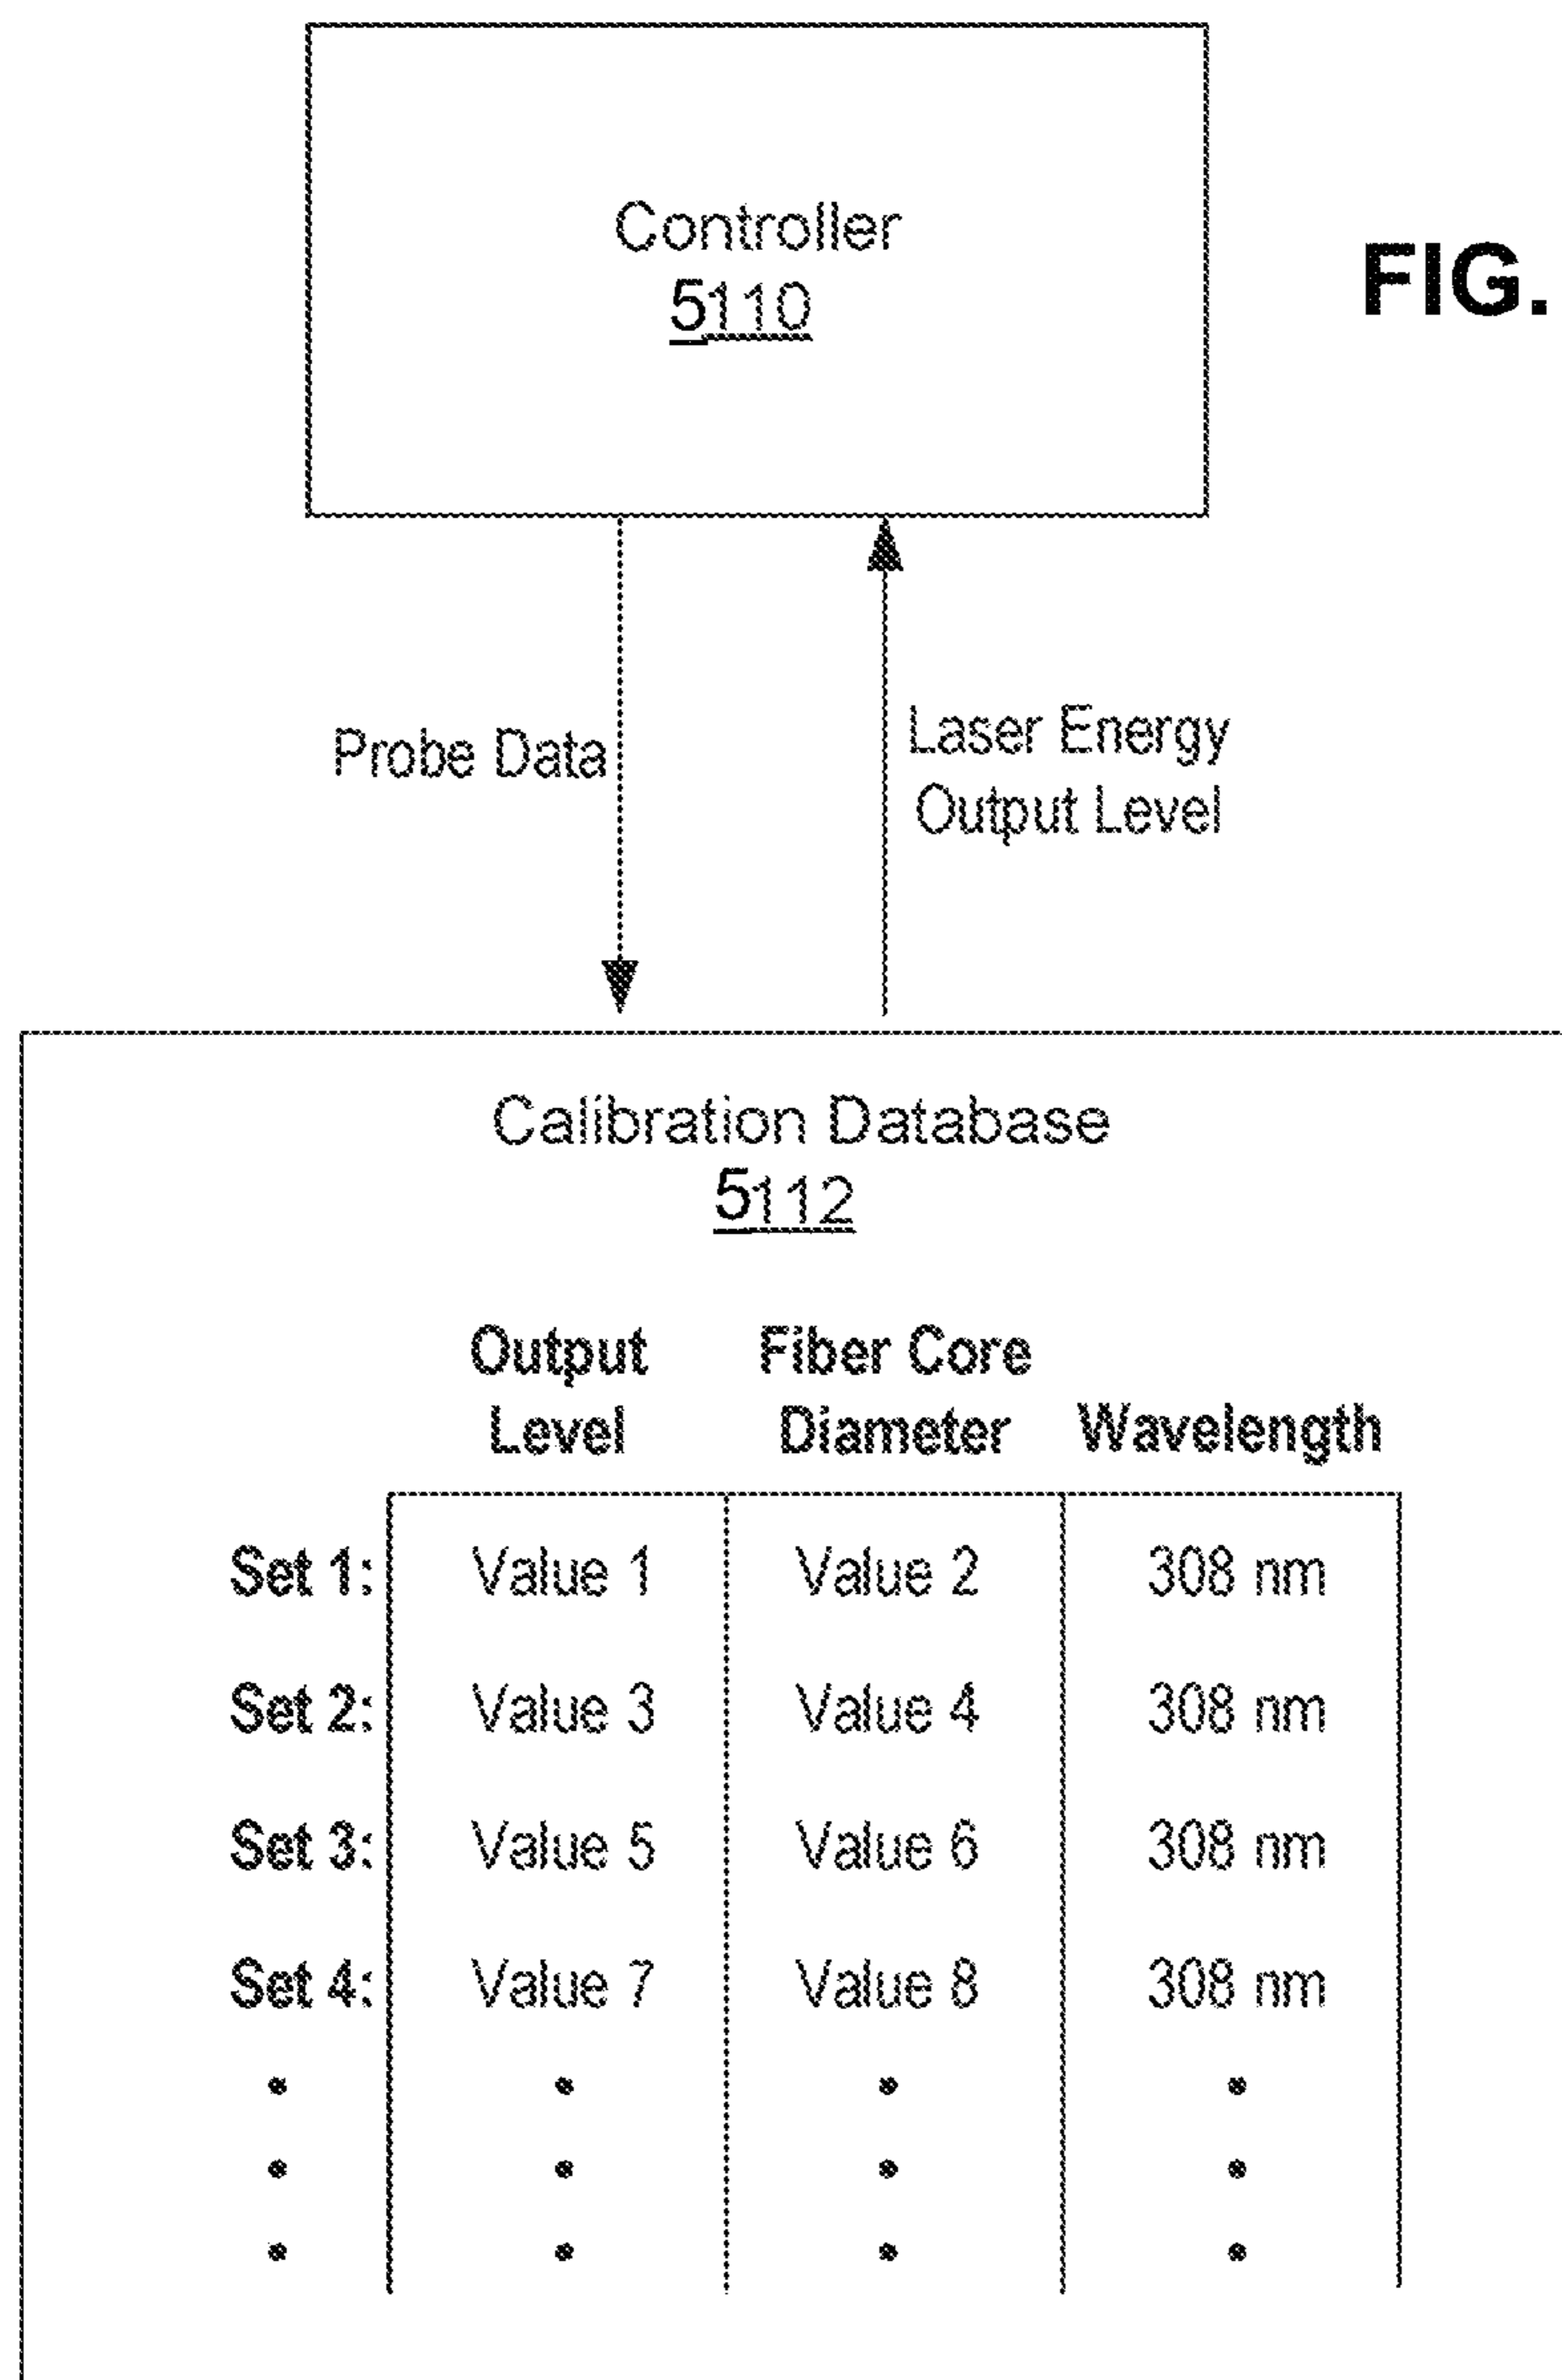 Controller
5110
FIG.
Probe Data
Laser Energy
Output Level
Calibration Database
5112
Output Level
Fiber Core Diameter
Wavelength
Set 1: Value 1 Value 2 308 nm
Set 2: Value 3 Value 4 308 nm
Set 3: Value 5 Value 6 308 nm
Set 4: Value 7 Value 8 308 nm